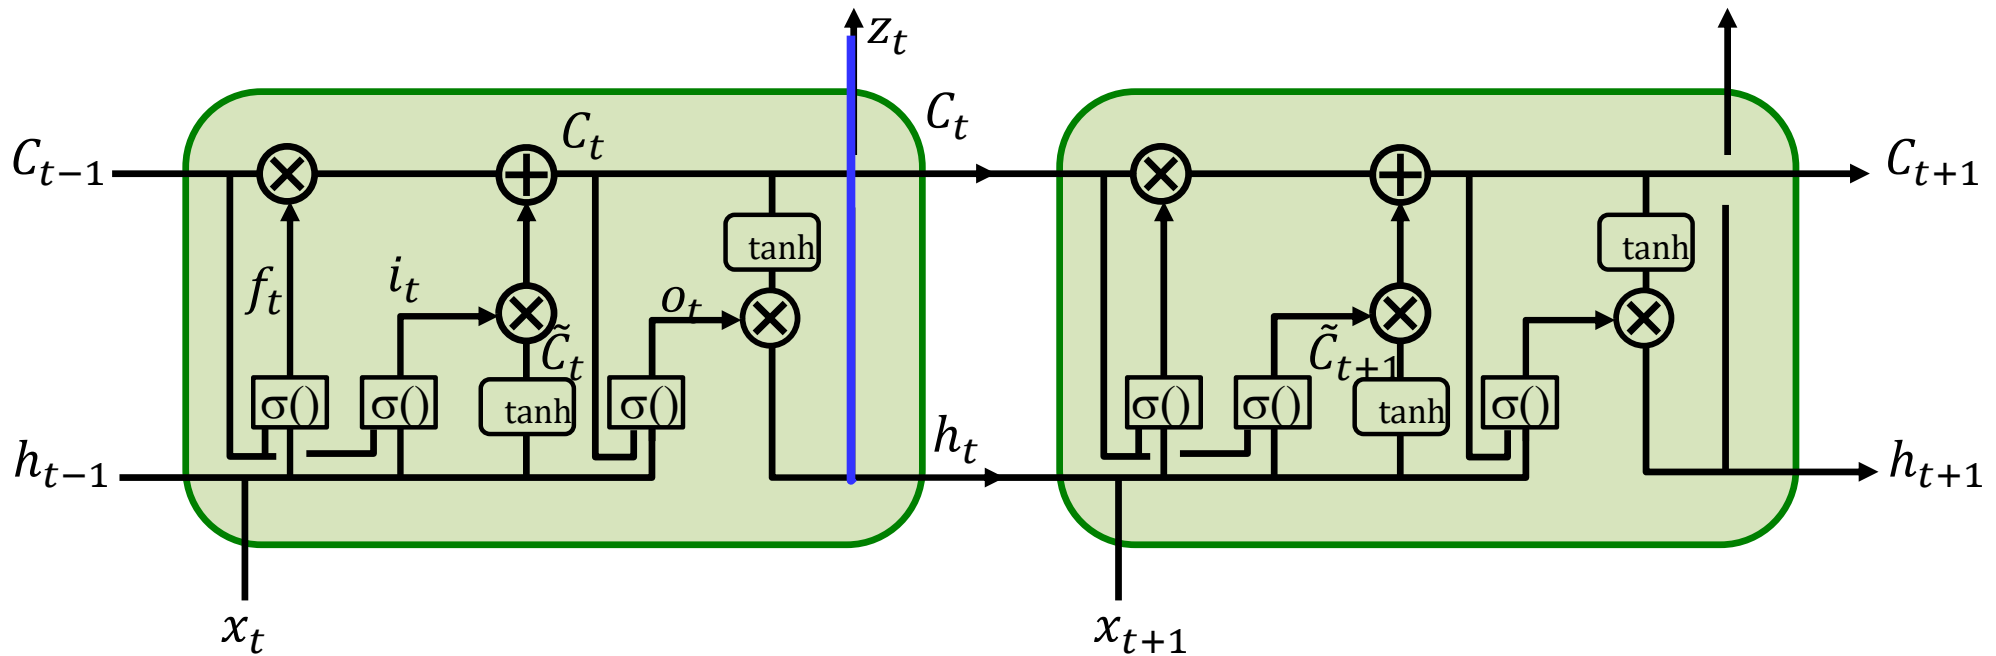 z_t
C_{t-1}
C_t
C_t
C_{t+1}
tanh
tanh
f_t
i_t
o_t
C̃_t
C̃_{t+1}
σ()
σ()
tanh
σ()
σ()
σ()
tanh
σ()
h_{t-1}
h_t
h_{t+1}
x_t
x_{t+1}